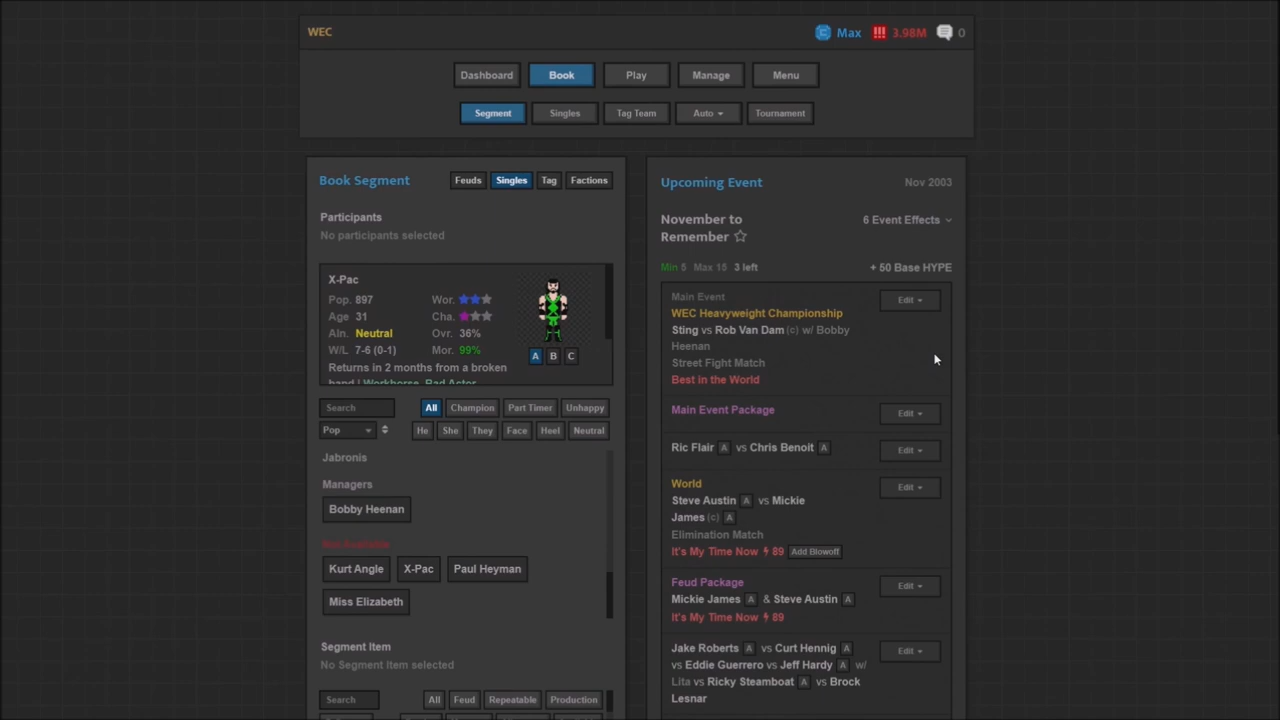 WEC
Max 3.98M 0
Dashboard Book Play Manage Menu
Segment Singles Tag Team Auto Tournament
Book Segment Feuds Singles Tag Factions
Participants
No participants selected
X-Pac
Pop. 897 Wor.
Age 31 Cha.
Aln. Neutral Ovr. 36%
W/L 7-6 (0-1) Mor. 99%
A B C
Returns in 2 months from a broken
hand | Workhorse, Bad Actor
Search All Champion Part Timer Unhappy
Pop He She They Face Heel Neutral
Jabronis
Managers
Bobby Heenan
Not Available
Kurt Angle X-Pac Paul Heyman
Miss Elizabeth
Segment Item
No Segment Item selected
Search All Feud Repeatable Production
Upcoming Event Nov 2003
November to
Remember 6 Event Effects
Min 5 Max 15 3 left + 50 Base HYPE
Main Event Edit
WEC Heavyweight Championship
Sting vs Rob Van Dam (c) w/ Bobby
Heenan
Street Fight Match
Best in the World
Main Event Package Edit
Ric Flair A vs Chris Benoit A Edit
World Edit
Steve Austin A vs Mickie
James (c) A
Elimination Match
It's My Time Now 89 Add Blowoff
Feud Package Edit
Mickie James A & Steve Austin A
It's My Time Now 89
Jake Roberts A vs Curt Hennig A Edit
vs Eddie Guerrero vs Jeff Hardy A w/
Lita vs Ricky Steamboat A vs Brock
Lesnar